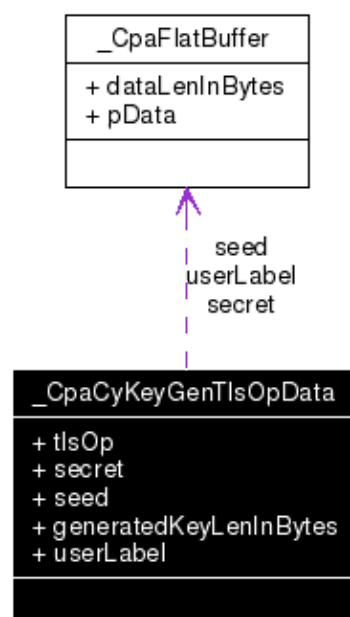 _CpaFlatBuffer
+ dataLenInBytes
+ pData
seed
userLabel
secret
_CpaCyKeyGenTlsOpData
+ tlsOp
+ secret
+ seed
+ generatedKeyLenInBytes
+ userLabel